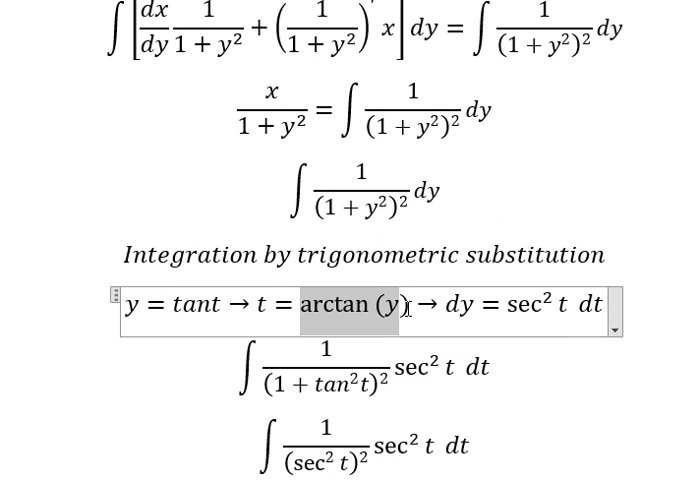 ∫ [dx/dy 1/(1 + y²) + (1/(1 + y²))′ x] dy = ∫ 1/(1 + y²)² dy
x/(1 + y²) = ∫ 1/(1 + y²)² dy
∫ 1/(1 + y²)² dy
Integration by trigonometric substitution
y = tant → t = arctan (y) → dy = sec² t dt
∫ 1/(1 + tan²t)² sec² t dt
∫ 1/(sec² t)² sec² t dt